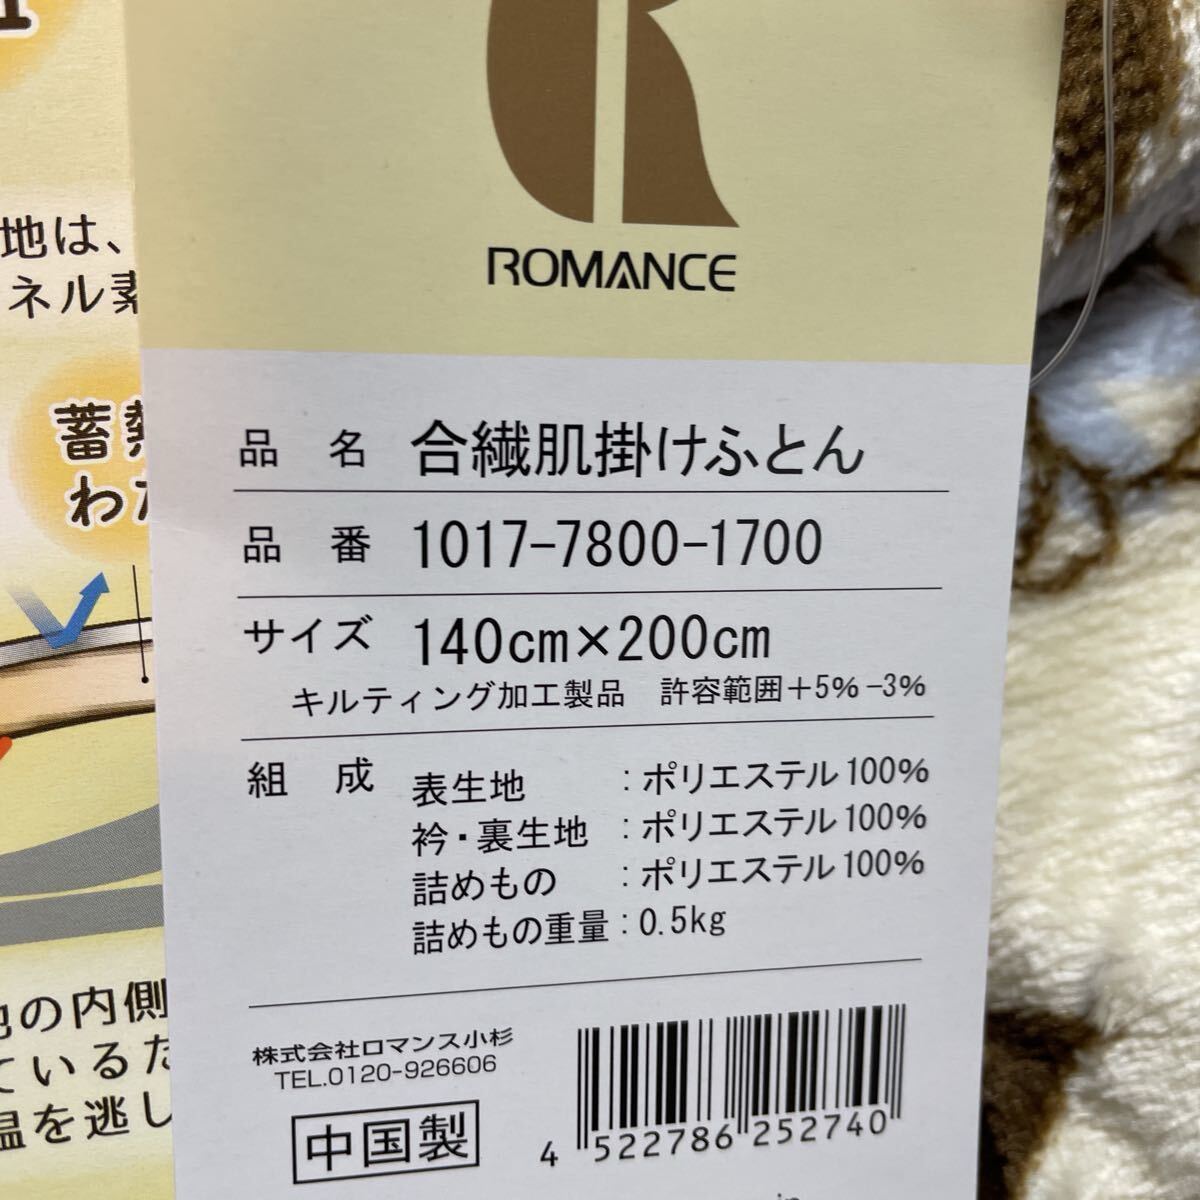 地は、
ネル素
蓄熱
わた
地の内側
ているた
温を逃し
ROMANCE
品 名 合繊肌掛けふとん
品 番 1017-7800-1700
サイズ 140cm×200cm
キルティング加工製品 許容範囲+5% -3%
組 成 表生地 : ポリエステル100%
衿・裏生地 : ポリエステル100%
詰めもの : ポリエステル100%
詰めもの重量 : 0.5kg
株式会社ロマンス小杉
TEL.0120-926606
中国製
4 522786 252740